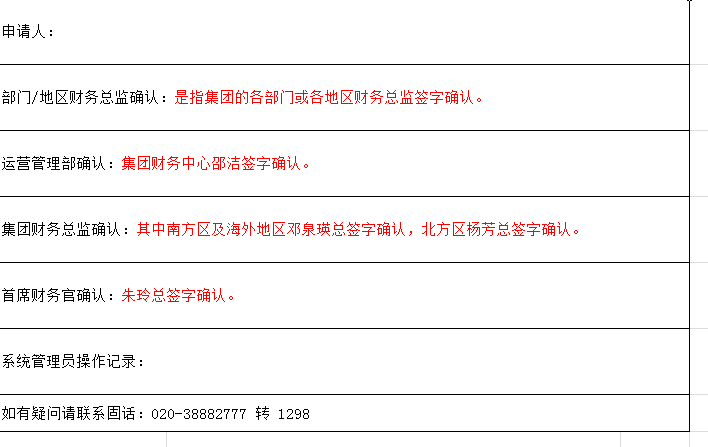 申请人：
部门/地区财务总监确认：是指集团的各部门或各地区财务总监签字确认。
运营管理部确认：集团财务中心邵洁签字确认。
集团财务总监确认：其中南方区及海外地区邓泉瑛总签字确认，北方区杨芳总签字确认。
首席财务官确认：朱玲总签字确认。
系统管理员操作记录：
如有疑问请联系固话：020-38882777 转 1298